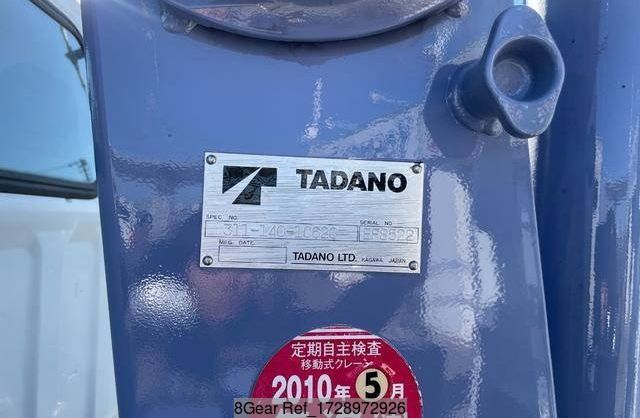 TADANO
SPEC. NO.
SERIAL NO.
311-140-10620-
EF8522
MFG. DATE
TADANO LTD. KAGAWA JAPAN
定期自主検査
移動式クレーン
2010年 5月
8Gear Ref_1728972926